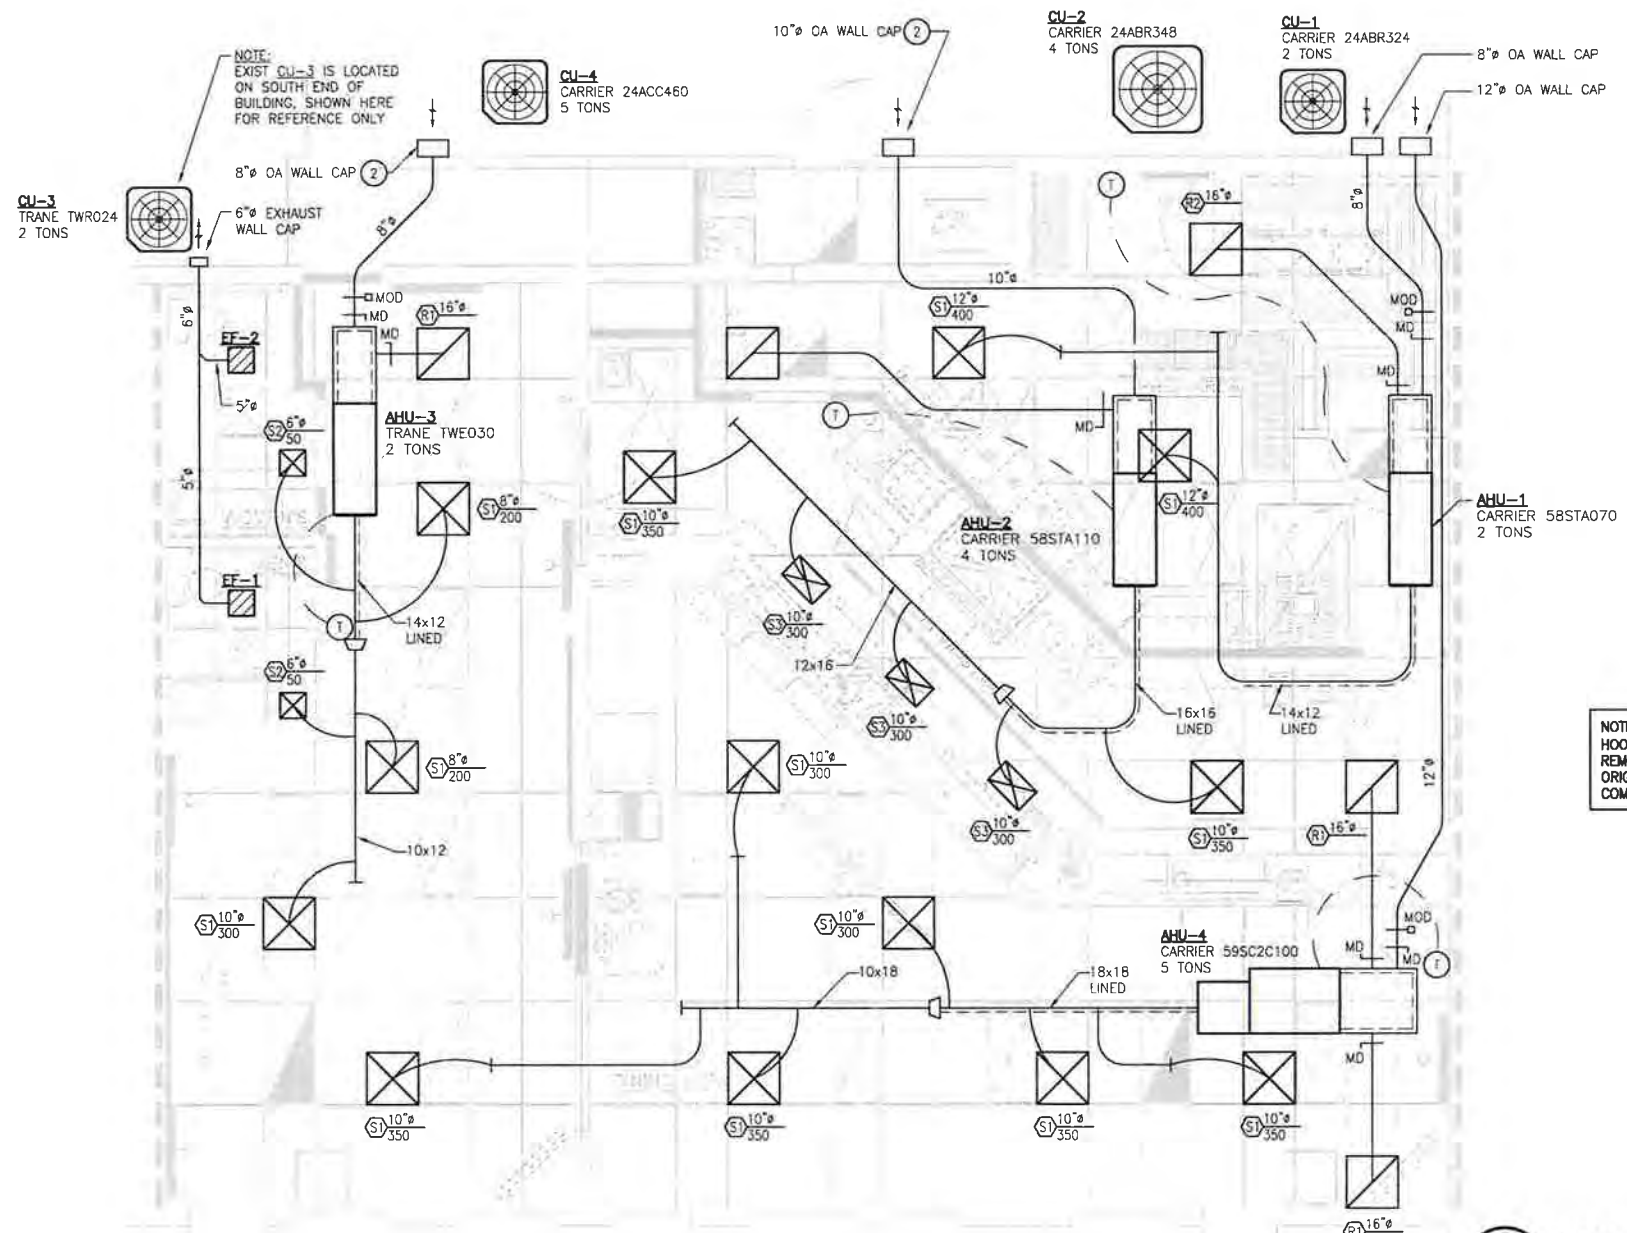 NOTE:
EXIST CU-3 IS LOCATED
ON SOUTH END OF
BUILDING, SHOWN HERE
FOR REFERENCE ONLY
CU-4
CARRIER 24ACC460
5 TONS
10"ø OA WALL CAP 2
CU-2
CARRIER 24ABR348
4 TONS
CU-1
CARRIER 24ABR324
2 TONS
8"ø OA WALL CAP
12"ø OA WALL CAP
8"ø OA WALL CAP 2
CU-3
TRANE TWR024
2 TONS
6"ø EXHAUST
WALL CAP
8"ø
T
R2 16"ø
8"ø
6"ø
MOD
MD
MD
R1 16"ø
10"ø
S1 12"ø
400
MOD
MD
MD
EF-2
5"ø
5"ø
S2 6"ø
50
AHU-3
TRANE TWE030
2 TONS
T
MD
S1 8"ø
200
S1 10"ø
350
S1 12"ø
400
AHU-2
CARRIER 58STA110
4 TONS
AHU-1
CARRIER 58STA070
2 TONS
EF-1
T
14x12
LINED
S3 10"ø
300
12x16
S2 6"ø
50
S3 10"ø
300
16x16
LINED
14x12
LINED
S1 8"ø
200
S1 10"ø
300
12"ø
S3 10"ø
300
S1 10"ø
350
R1 16"ø
10x12
S1 10"ø
300
S1 10"ø
300
AHU-4
CARRIER 59SC2C100
5 TONS
MOD
MD
MD
T
10x18
18x18
LINED
MD
S1 10"ø
350
S1 10"ø
350
S1 10"ø
350
S1 10"ø
350
R1 16"ø